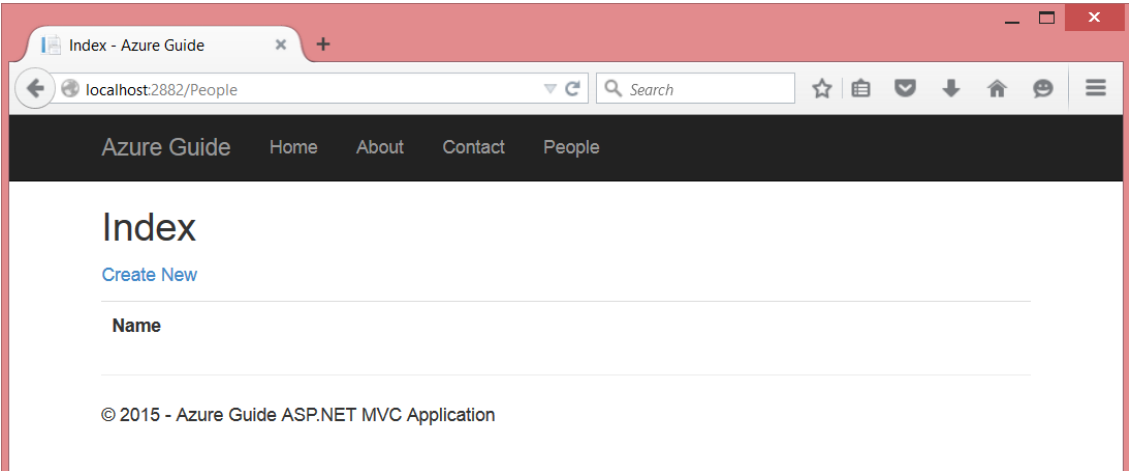 Index - Azure Guide
localhost:2882/People
Search
Azure Guide Home About Contact People
Index
Create New
Name
© 2015 - Azure Guide ASP.NET MVC Application